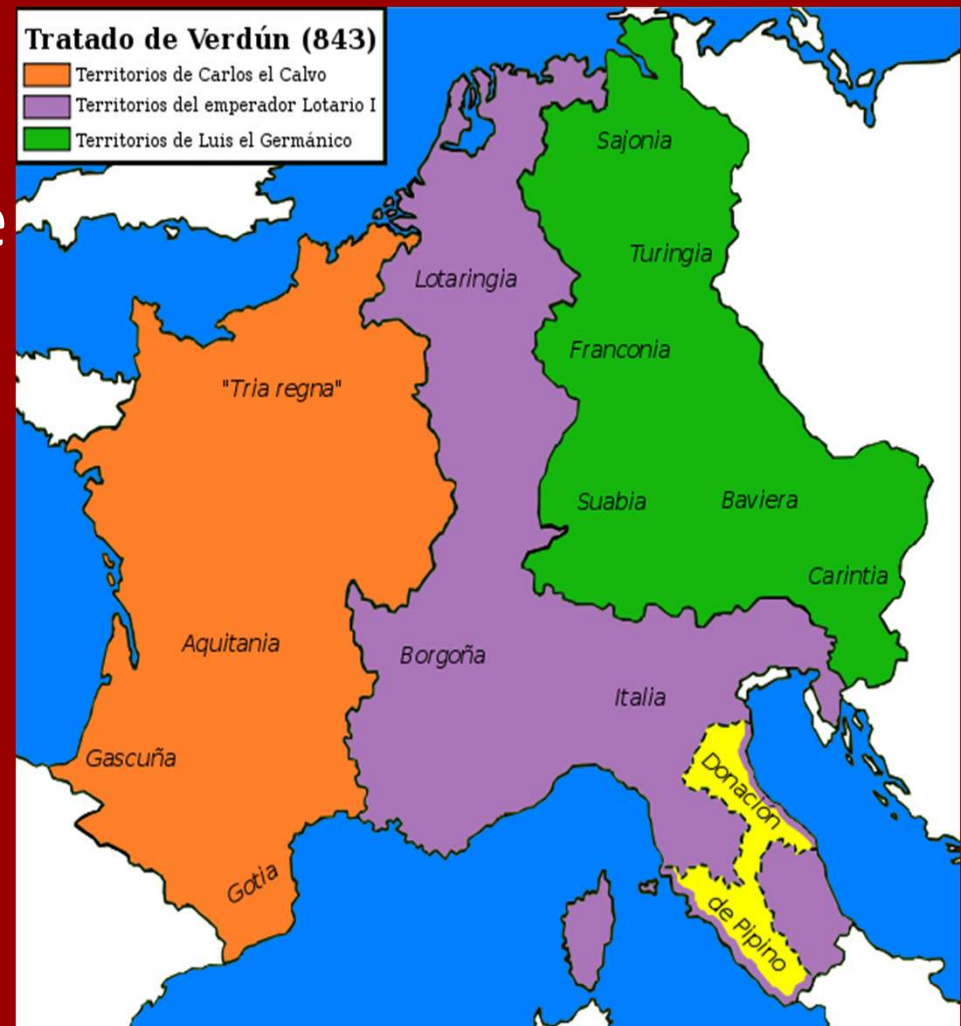 Tratado de Verdún (843)
Territorios de Carlos el Calvo
Territorios del emperador Lotario I
Territorios de Luis el Germánico
e
Sajonia
Turingia
Lotaringia
Franconia
"Tria regna"
Suabia
Baviera
Carintia
Aquitania
Borgoña
Italia
Gascuña
Donación
Gotia
de Pipino